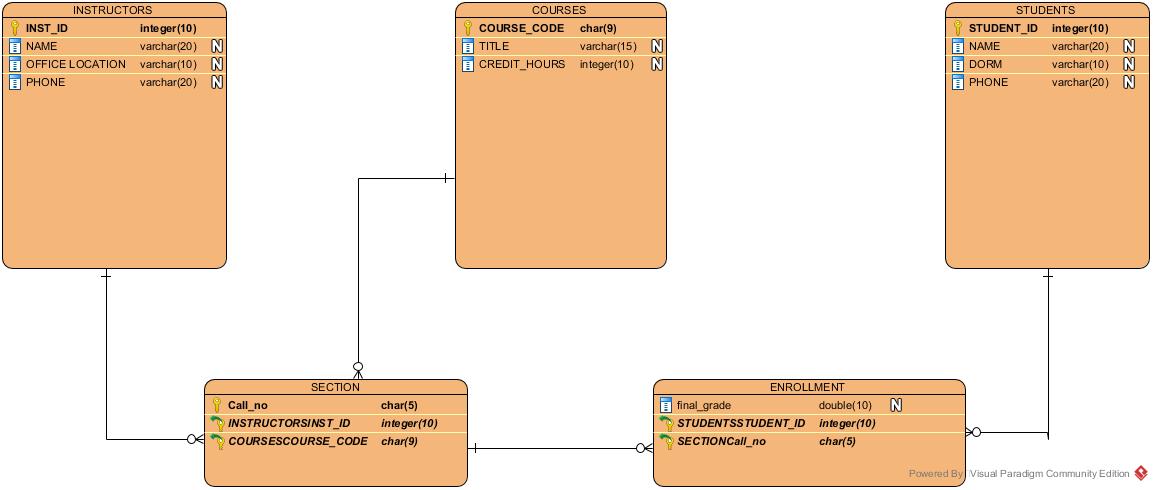 INSTRUCTORS
INST_ID integer(10)
NAME varchar(20) N
OFFICE LOCATION varchar(10) N
PHONE varchar(20) N
COURSES
COURSE_CODE char(9)
TITLE varchar(15) N
CREDIT_HOURS integer(10) N
STUDENTS
STUDENT_ID integer(10)
NAME varchar(20) N
DORM varchar(10) N
PHONE varchar(20) N
SECTION
Call_no char(5)
INSTRUCTORSINST_ID integer(10)
COURSESCOURSE_CODE char(9)
ENROLLMENT
final_grade double(10) N
STUDENTSSTUDENT_ID integer(10)
SECTIONCall_no char(5)
Powered By Visual Paradigm Community Edition